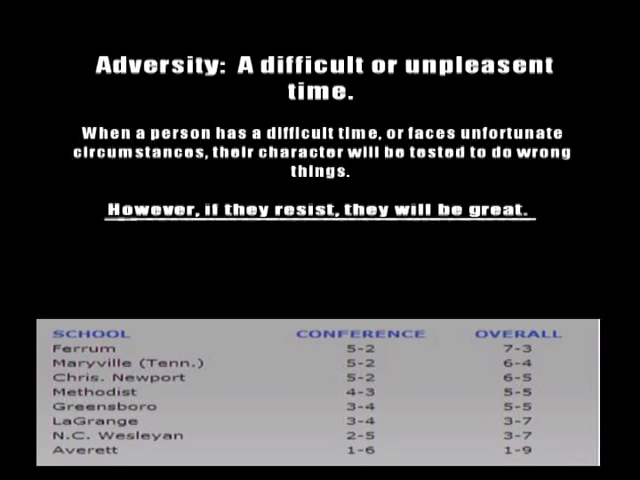 Adversity: A difficult or unpleasent
time.
When a person has a difficult time, or faces unfortunate
circumstances, their character will be tested to do wrong
things.
However, if they resist, they will be great.
SCHOOL CONFERENCE OVERALL
Ferrum 5-2 7-3
Maryville (Tenn.) 5-2 6-4
Chris. Newport 5-2 6-5
Methodist 4-3 5-5
Greensboro 3-4 5-5
LaGrange 3-4 3-7
N.C. Wesleyan 2-5 3-7
Averett 1-6 1-9